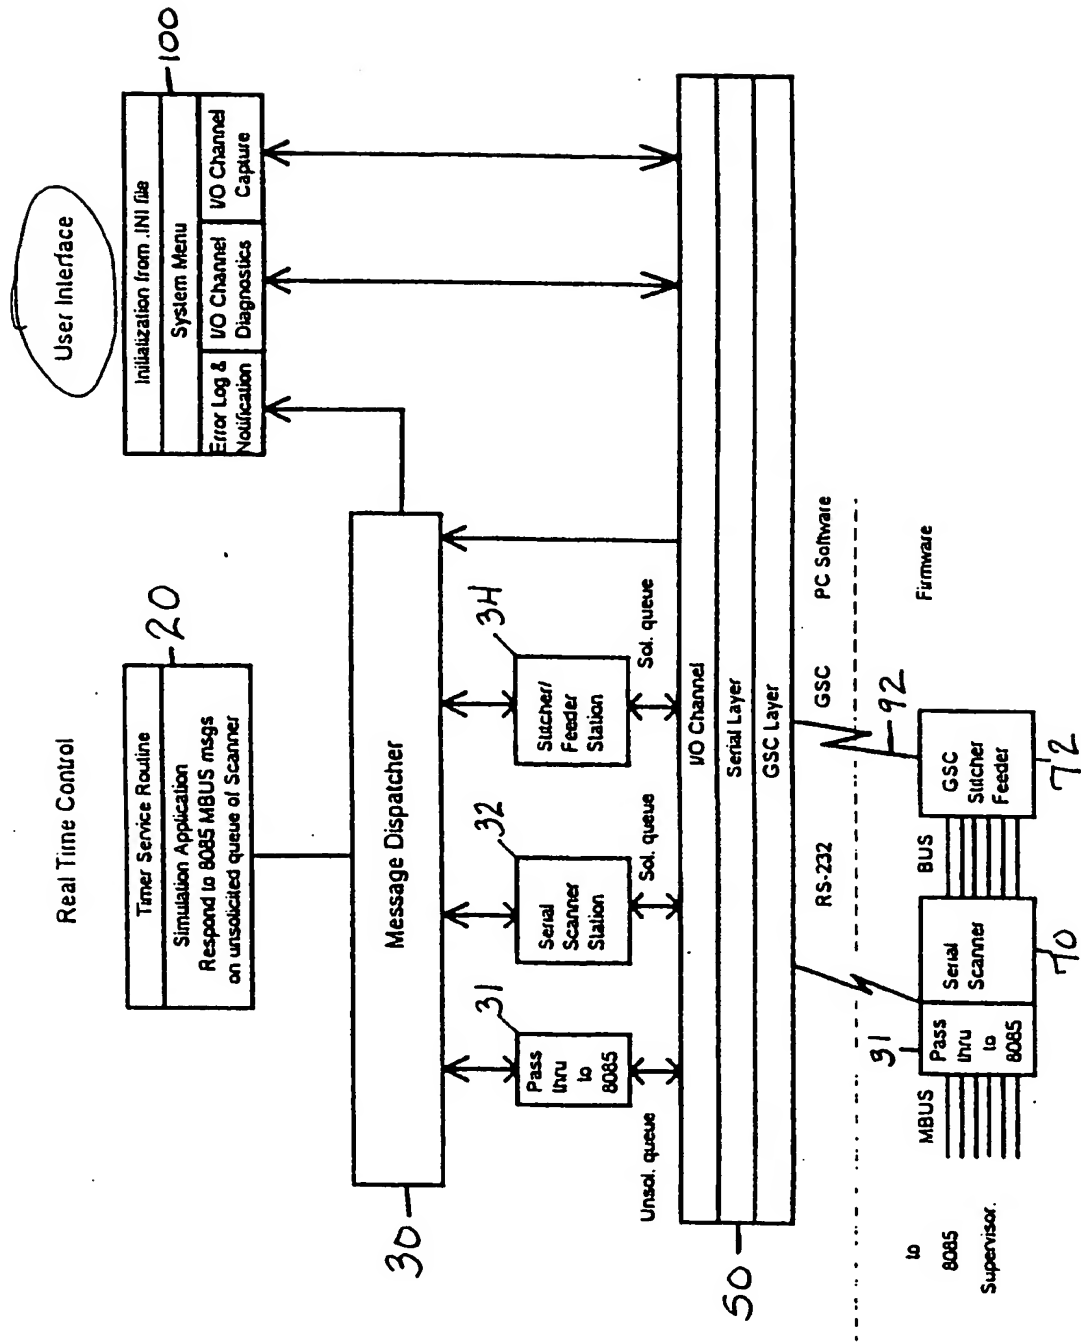 Real Time Control
User Interface
Timer Service Routine
Simulation Application
Respond to 8085 MBUS msgs
on unsolicited queue of Scanner
20
Initialization from .INI file
System Menu
Error Log &
Notification
I/O Channel
Diagnostics
I/O Channel
Capture
100
Message Dispatcher
30
Pass
thru
to
8085
31
Serial
Scanner
Station
32
Stitcher/
Feeder
Station
34
Unsol. queue
Sol. queue
Sol. queue
I/O Channel
Serial Layer
GSC Layer
50
RS-232
GSC
PC Software
92
Firmware
to
8085
Supervisor.
MBUS
31
Pass
thru
to
8085
Serial
Scanner
70
BUS
GSC
Stitcher
Feeder
72